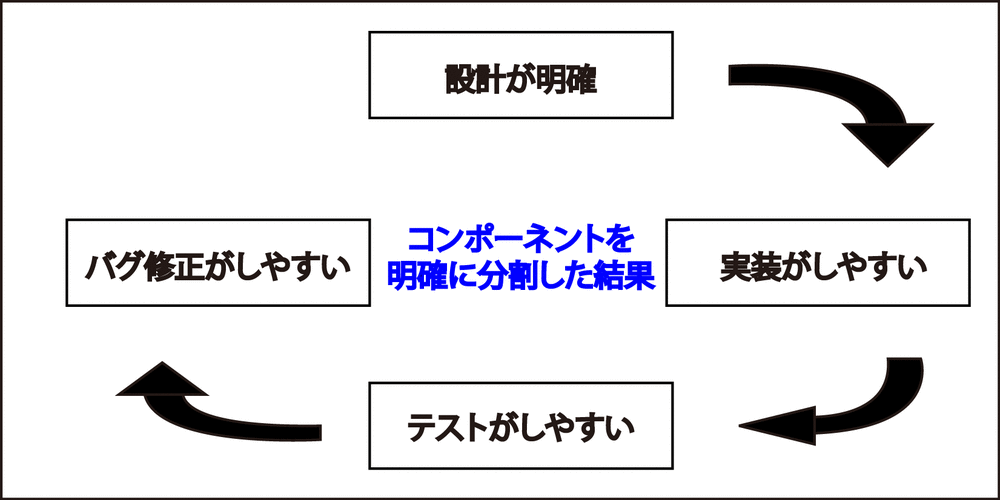 設計が明確
コンポーネントを
明確に分割した結果
バグ修正がしやすい
実装がしやすい
テストがしやすい